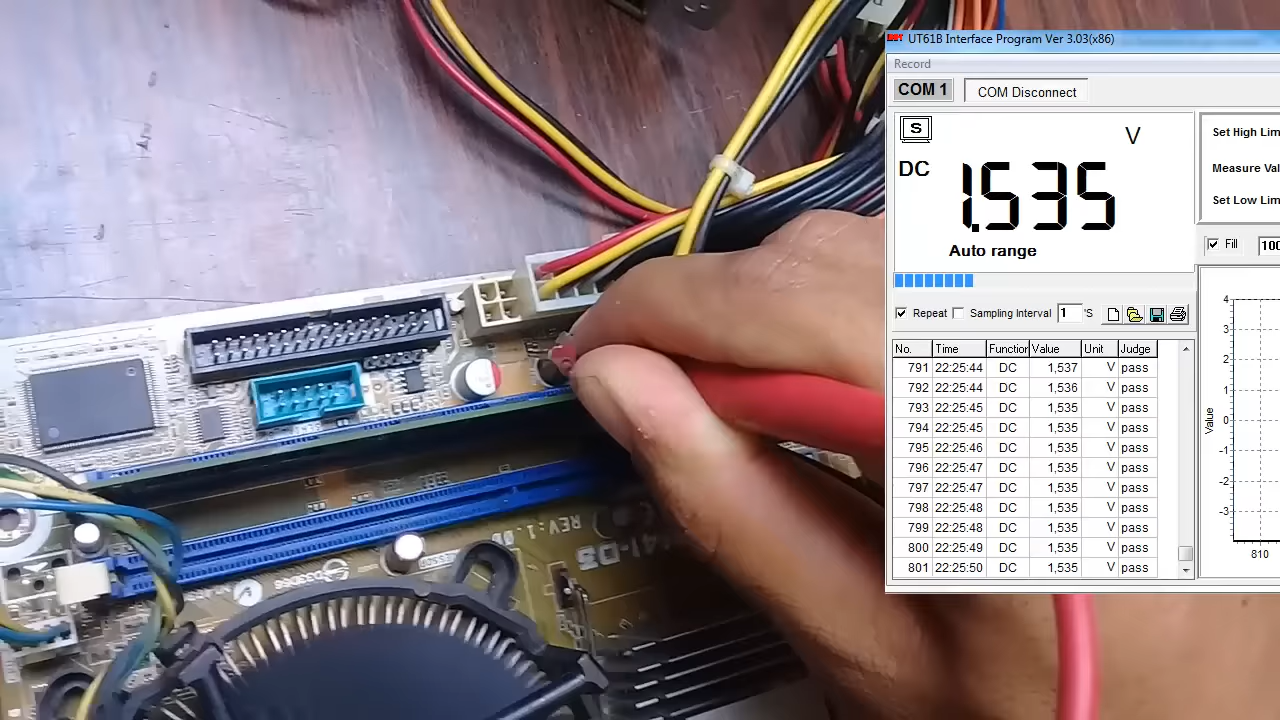 UT61B Interface Program Ver 3.03(x86)
Record
COM 1 COM Disconnect
S
V
DC 1.535
Auto range
Set High Lim
Measure Val
Set Low Lim
Fill 100
Repeat Sampling Interval 1 'S
No. Time Function Value Unit Judge
791 22:25:44 DC 1,537 V pass
792 22:25:44 DC 1,536 V pass
793 22:25:45 DC 1,535 V pass
794 22:25:45 DC 1,535 V pass
795 22:25:46 DC 1,535 V pass
796 22:25:47 DC 1,535 V pass
797 22:25:47 DC 1,535 V pass
798 22:25:48 DC 1,535 V pass
799 22:25:49 DC 1,535 V pass
800 22:25:49 DC 1,535 V pass
801 22:25:50 DC 1,535 V pass
Value
4
3
2
1
0
-1
-2
-3
810
REV:1.0
41-DS